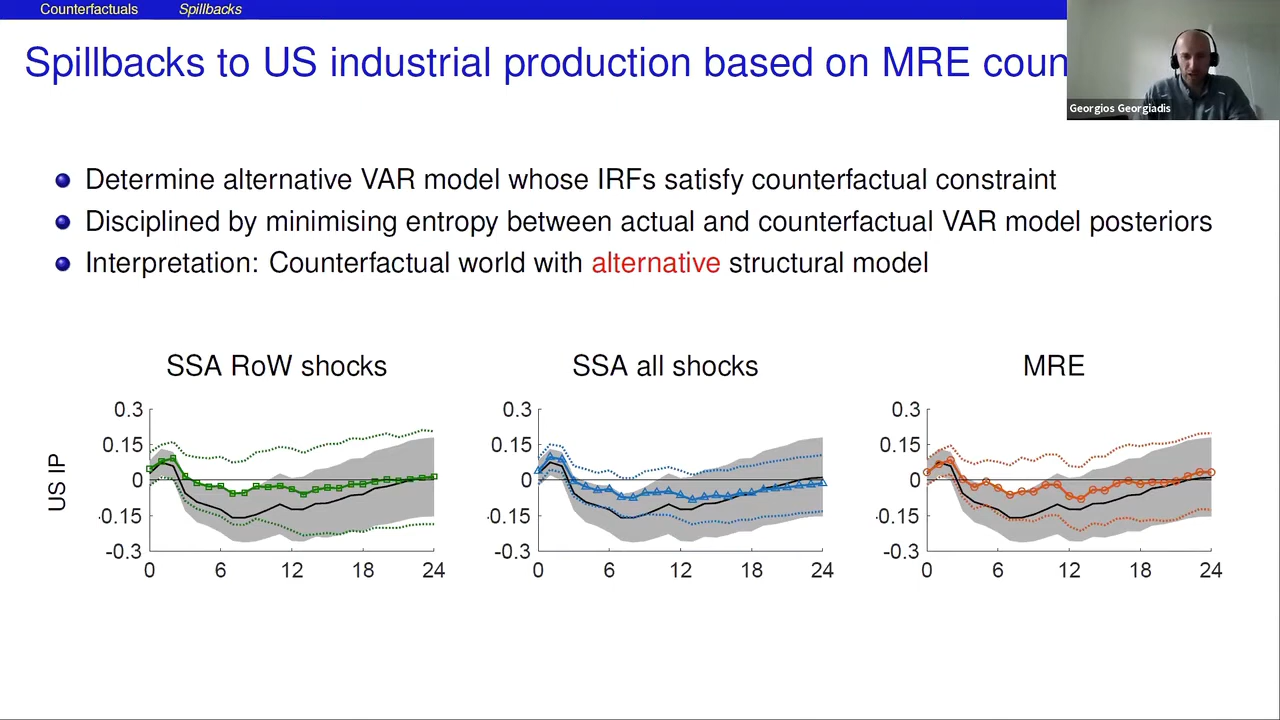 Counterfactuals Spillbacks
Spillbacks to US industrial production based on MRE coun
Georgios Georgiadis
Determine alternative VAR model whose IRFs satisfy counterfactual constraint
Disciplined by minimising entropy between actual and counterfactual VAR model posteriors
Interpretation: Counterfactual world with alternative structural model
SSA RoW shocks
US IP
0.3
0.15
0
-0.15
-0.3
0 6 12 18 24
SSA all shocks
0.3
0.15
0
-0.15
-0.3
0 6 12 18 24
MRE
0.3
0.15
0
-0.15
-0.3
0 6 12 18 24